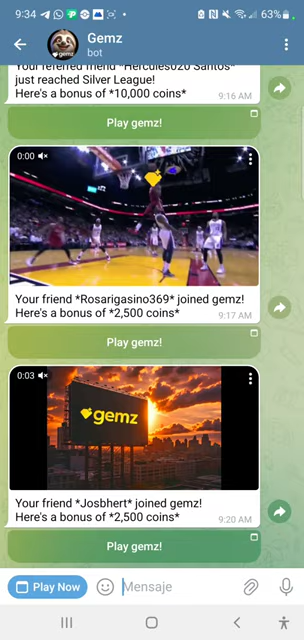 9:34
63%
Gemz
bot
gemz
Your referred friend *Hercules020 Santos*
just reached Silver League!
Here's a bonus of *10,000 coins*
9:16 AM
Play gemz!
0:00
Your friend *Rosarigasino369* joined gemz!
Here's a bonus of *2,500 coins*
9:17 AM
Play gemz!
0:03
gemz
Your friend *Josbhert* joined gemz!
Here's a bonus of *2,500 coins*
9:20 AM
Play gemz!
Play Now
Mensaje